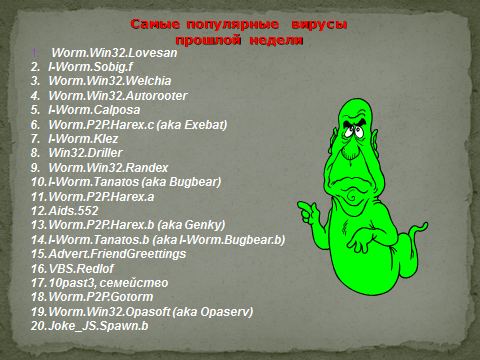 Самые популярные вирусы
прошлой недели
1. Worm.Win32.Lovesan
2. I-Worm.Sobig.f
3. Worm.Win32.Welchia
4. Worm.Win32.Autorooter
5. I-Worm.Calposa
6. Worm.P2P.Harex.c (aka Exebat)
7. I-Worm.Klez
8. Win32.Driller
9. Worm.Win32.Randex
10. I-Worm.Tanatos (aka Bugbear)
11. Worm.P2P.Harex.a
12. Aids.552
13. Worm.P2P.Harex.b (aka Genky)
14. I-Worm.Tanatos.b (aka I-Worm.Bugbear.b)
15. Advert.FriendGreettings
16. VBS.Redlof
17. 10past3, семейство
18. Worm.P2P.Gotorm
19. Worm.Win32.Opasoft (aka Opaserv)
20. Joke_JS.Spawn.b